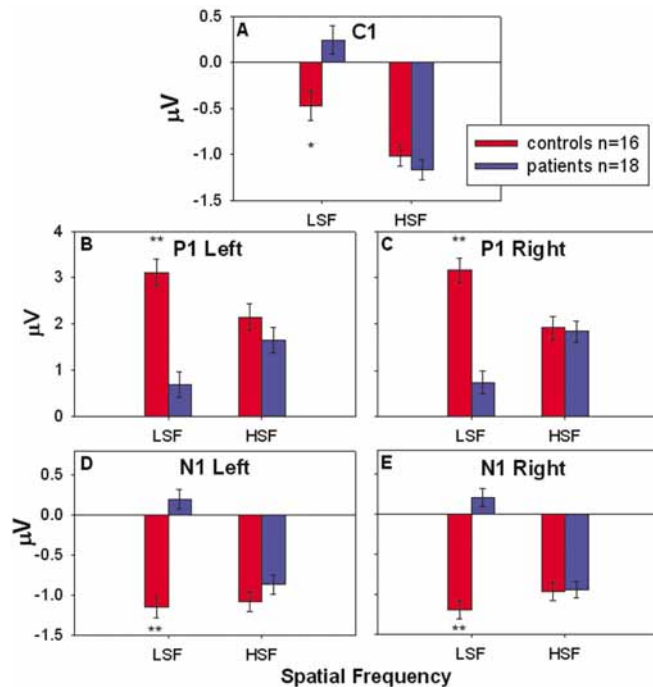 A C1
0.5
0.0
-0.5
-1.0
-1.5
µV
*
LSF HSF
controls n=16
patients n=18
B P1 Left
4
3
2
1
0
µV
**
LSF HSF
C P1 Right
**
LSF HSF
D N1 Left
0.5
0.0
-0.5
-1.0
-1.5
µV
**
LSF HSF
E N1 Right
**
LSF HSF
Spatial Frequency